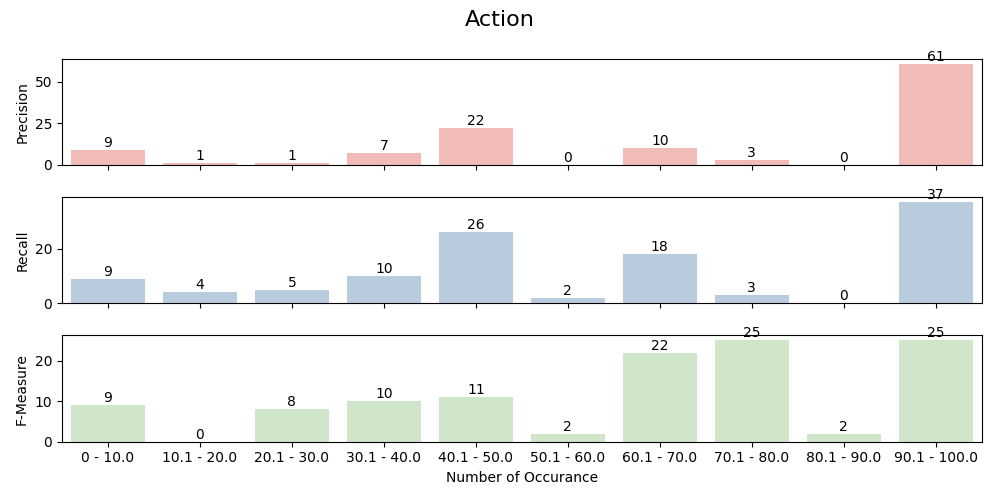 Action
Precision
50
25
0
9 1 1 7 22 0 10 3 0 61
Recall
20
0
9 4 5 10 26 2 18 3 0 37
F-Measure
20
10
0
9 0 8 10 11 2 22 25 2 25
0 - 10.0 10.1 - 20.0 20.1 - 30.0 30.1 - 40.0 40.1 - 50.0 50.1 - 60.0 60.1 - 70.0 70.1 - 80.0 80.1 - 90.0 90.1 - 100.0
Number of Occurance